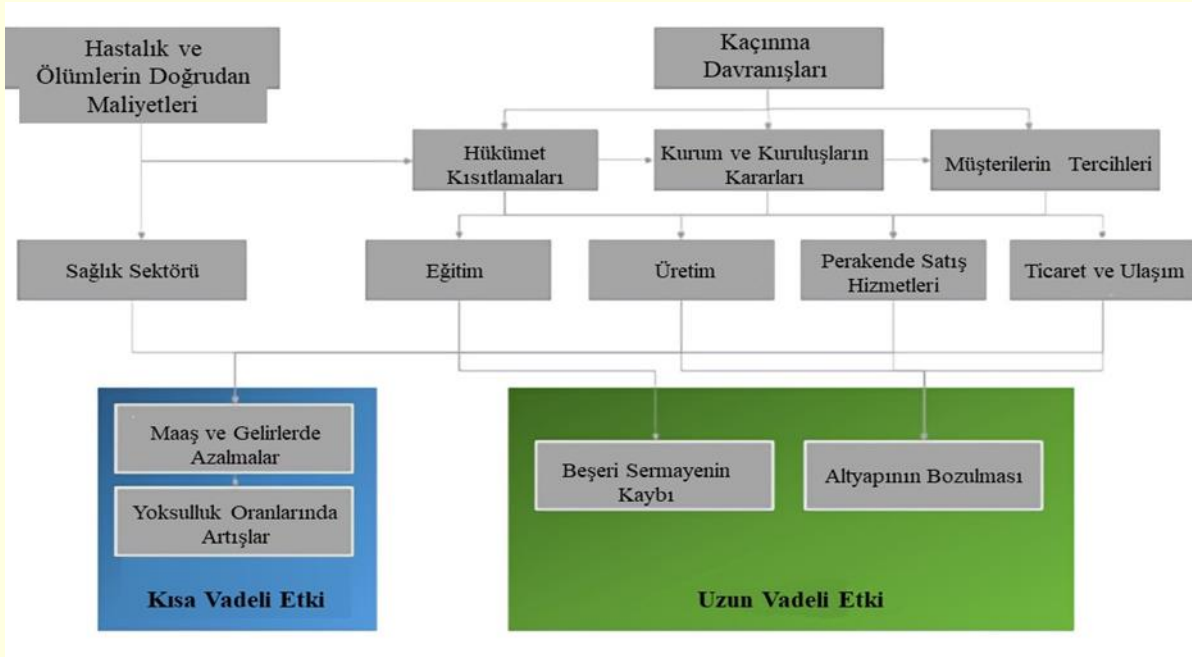 Hastalık ve
Ölümlerin Doğrudan
Maliyetleri
Kaçınma
Davranışları
Hükümet
Kısıtlamaları
Kurum ve Kuruluşların
Kararları
Müşterilerin Tercihleri
Sağlık Sektörü
Eğitim
Üretim
Perakende Satış
Hizmetleri
Ticaret ve Ulaşım
Maaş ve Gelirlerde
Azalmalar
Yoksulluk Oranlarında
Artışlar
Kısa Vadeli Etki
Beşeri Sermayenin
Kaybı
Altyapının Bozulması
Uzun Vadeli Etki